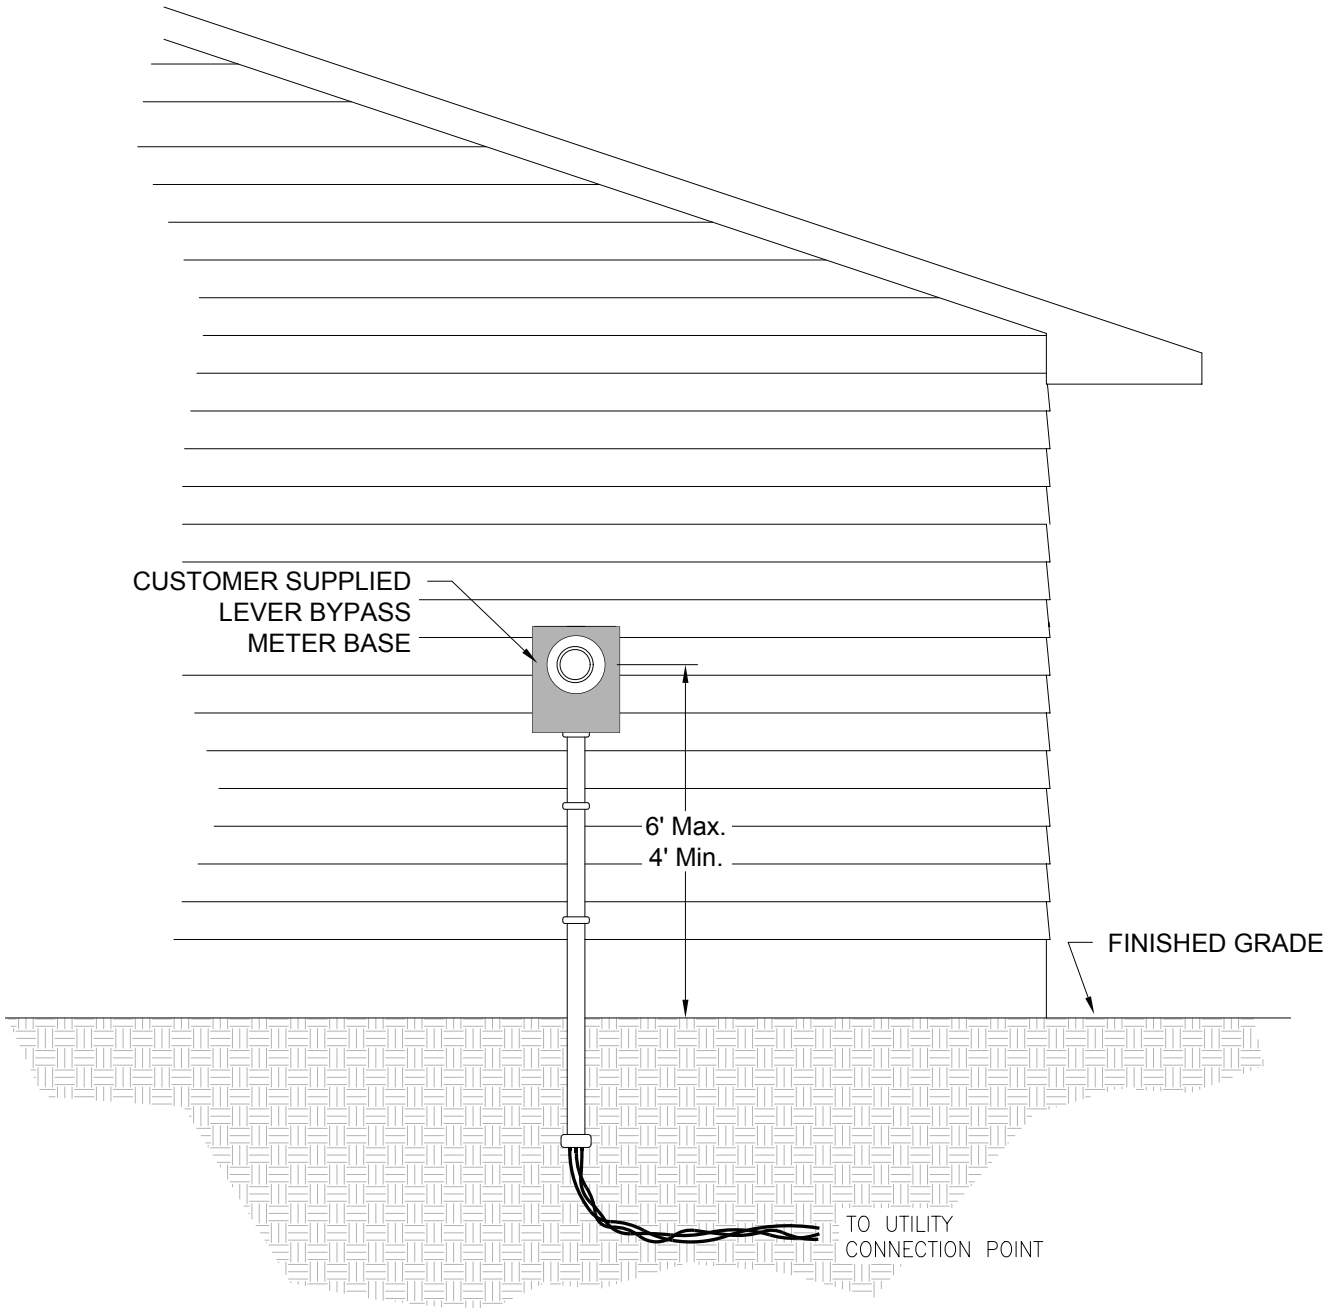 CUSTOMER SUPPLIED
LEVER BYPASS
METER BASE
6' Max.
4' Min.
FINISHED GRADE
TO UTILITY
CONNECTION POINT